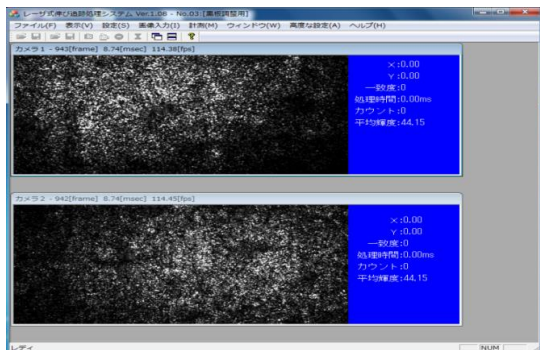 レーザ式伸び追跡処理システム Ver.1.06 - No.03:[黒板調整用]
ファイル(F) 表示(V) 設定(S) 画像入力(I) 計測(M) ウィンドウ(W) 高度な設定(A) ヘルプ(H)
カメラ1 - 943[frame] 8.74[msec] 114.38[fps]
X:0.00
Y:0.00
一致度:0
処理時間:0.00ms
カウント:0
平均輝度:44.15
カメラ2 - 942[frame] 8.74[msec] 114.45[fps]
X:0.00
Y:0.00
一致度:0
処理時間:0.00ms
カウント:0
平均輝度:44.15
レディ
NUM